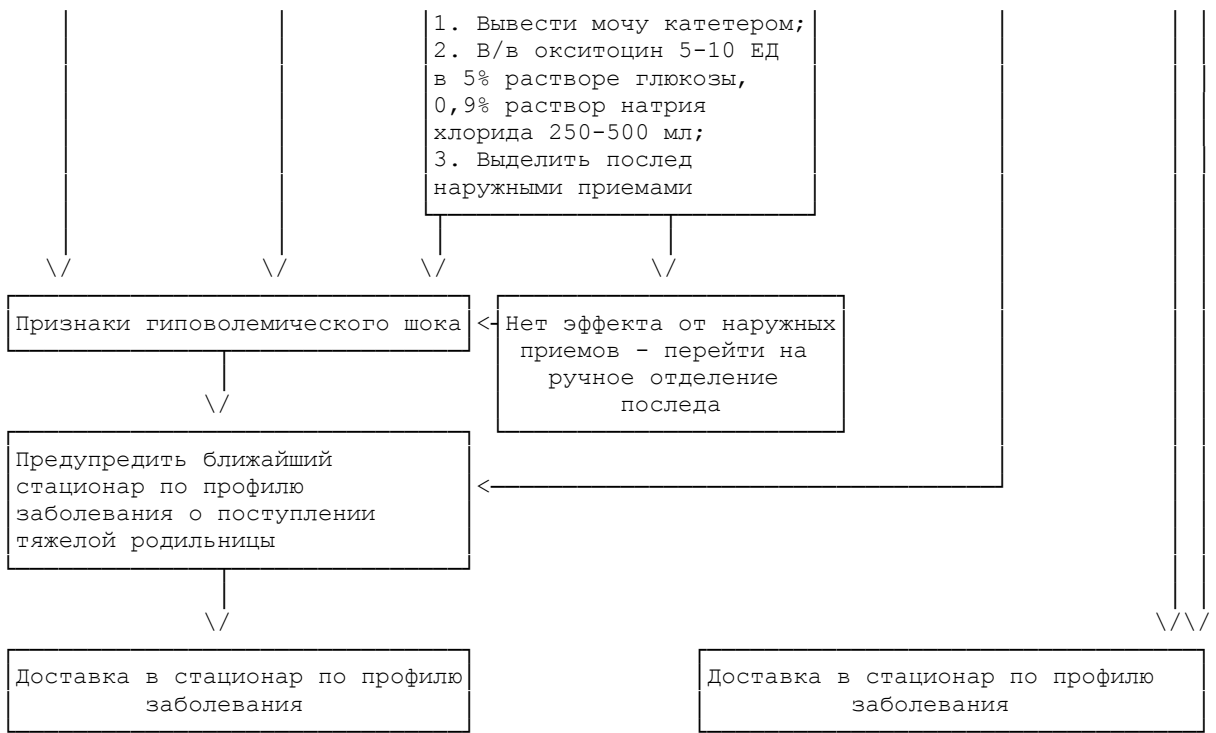 1. Вывести мочу катетером;
2. В/в окситоцин 5-10 ЕД
в 5% растворе глюкозы,
0,9% раствор натрия
хлорида 250-500 мл;
3. Выделить послед
наружными приемами
Признаки гиповолемического шока
Нет эффекта от наружных
приемов - перейти на
ручное отделение
последа
Предупредить ближайший
стационар по профилю
заболевания о поступлении
тяжелой родильницы
Доставка в стационар по профилю
заболевания
Доставка в стационар по профилю
заболевания